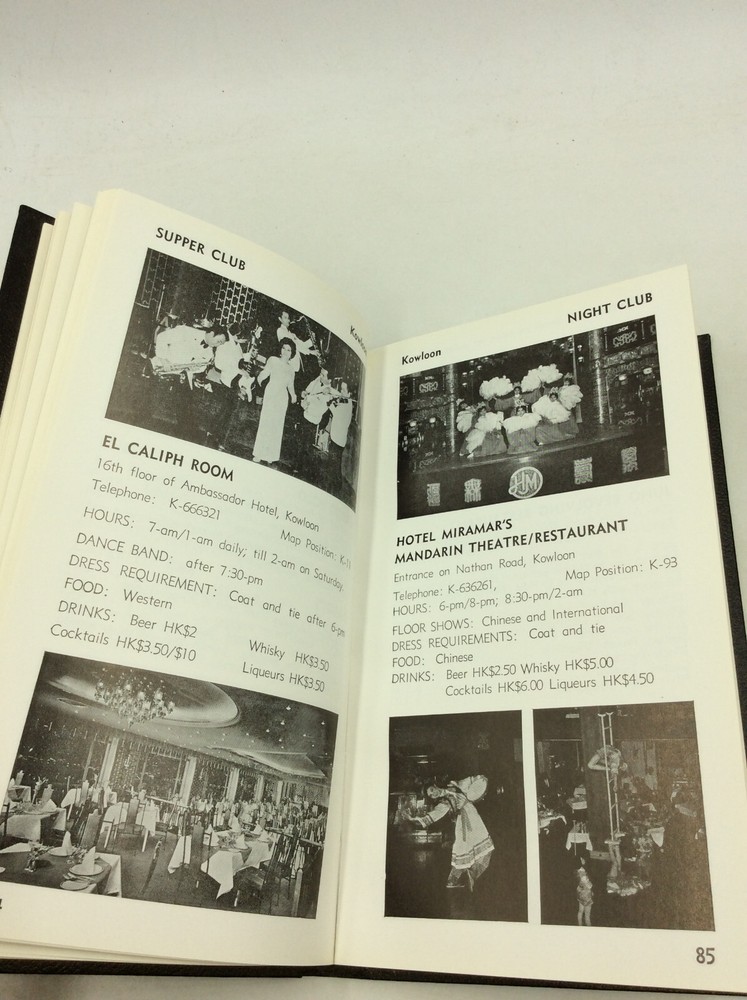 SUPPER CLUB
EL CALIPH ROOM
16th floor of Ambassador Hotel, Kowloon
Telephone: K-666321 Map Position:
HOURS: 7-am/1-am daily; till 2-am on Saturday.
DANCE BAND: after 7:30-pm
DRESS REQUIREMENT: Coat and tie after 6-pm
FOOD: Western
DRINKS: Beer HK$2 Whisky HK$3.50
Cocktails HK$3.50/$10 Liqueurs HK$3.50
NIGHT CLUB
Kowloon
HJM
HOTEL MIRAMAR'S
MANDARIN THEATRE/RESTAURANT
Entrance on Nathan Road, Kowloon
Telephone: K-636261, Map Position: K-93
HOURS: 6-pm/8-pm; 8:30-pm/2-am
FLOOR SHOWS: Chinese and International
DRESS REQUIREMENTS: Coat and tie
FOOD: Chinese
DRINKS: Beer HK$2.50 Whisky HK$5.00
Cocktails HK$6.00 Liqueurs HK$4.50
85